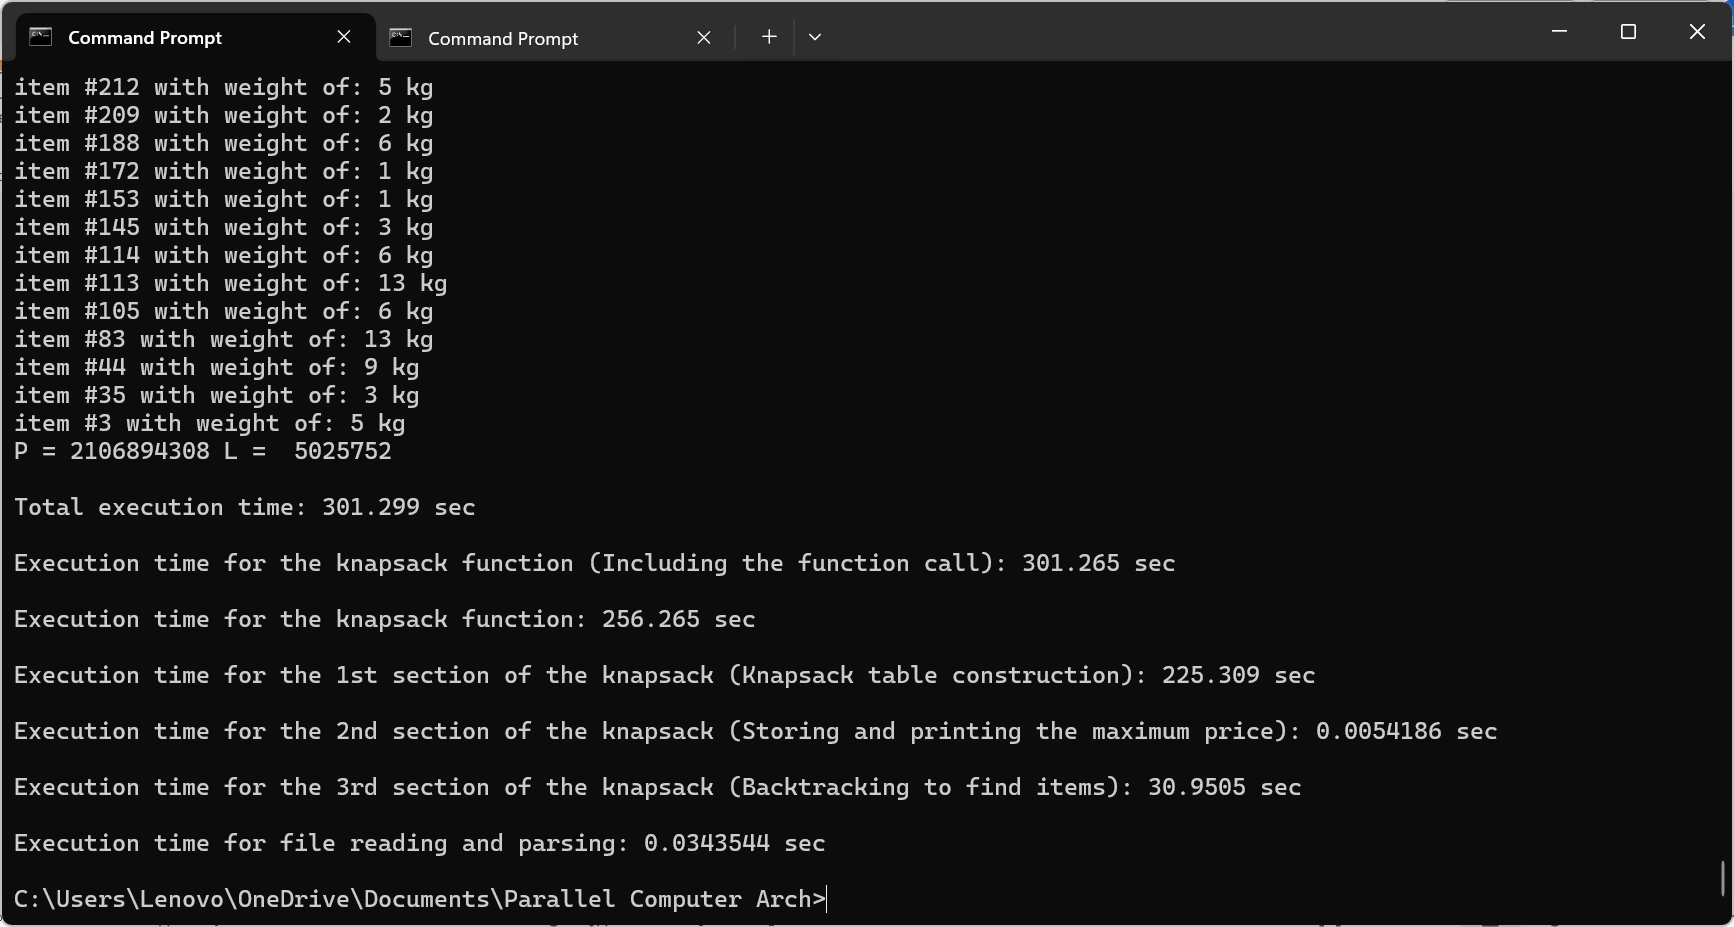 Command Prompt
Command Prompt
item #212 with weight of: 5 kg
item #209 with weight of: 2 kg
item #188 with weight of: 6 kg
item #172 with weight of: 1 kg
item #153 with weight of: 1 kg
item #145 with weight of: 3 kg
item #114 with weight of: 6 kg
item #113 with weight of: 13 kg
item #105 with weight of: 6 kg
item #83 with weight of: 13 kg
item #44 with weight of: 9 kg
item #35 with weight of: 3 kg
item #3 with weight of: 5 kg
P = 2106894308 L =  5025752
Total execution time: 301.299 sec
Execution time for the knapsack function (Including the function call): 301.265 sec
Execution time for the knapsack function: 256.265 sec
Execution time for the 1st section of the knapsack (Knapsack table construction): 225.309 sec
Execution time for the 2nd section of the knapsack (Storing and printing the maximum price): 0.0054186 sec
Execution time for the 3rd section of the knapsack (Backtracking to find items): 30.9505 sec
Execution time for file reading and parsing: 0.0343544 sec
C:\Users\Lenovo\OneDrive\Documents\Parallel Computer Arch>